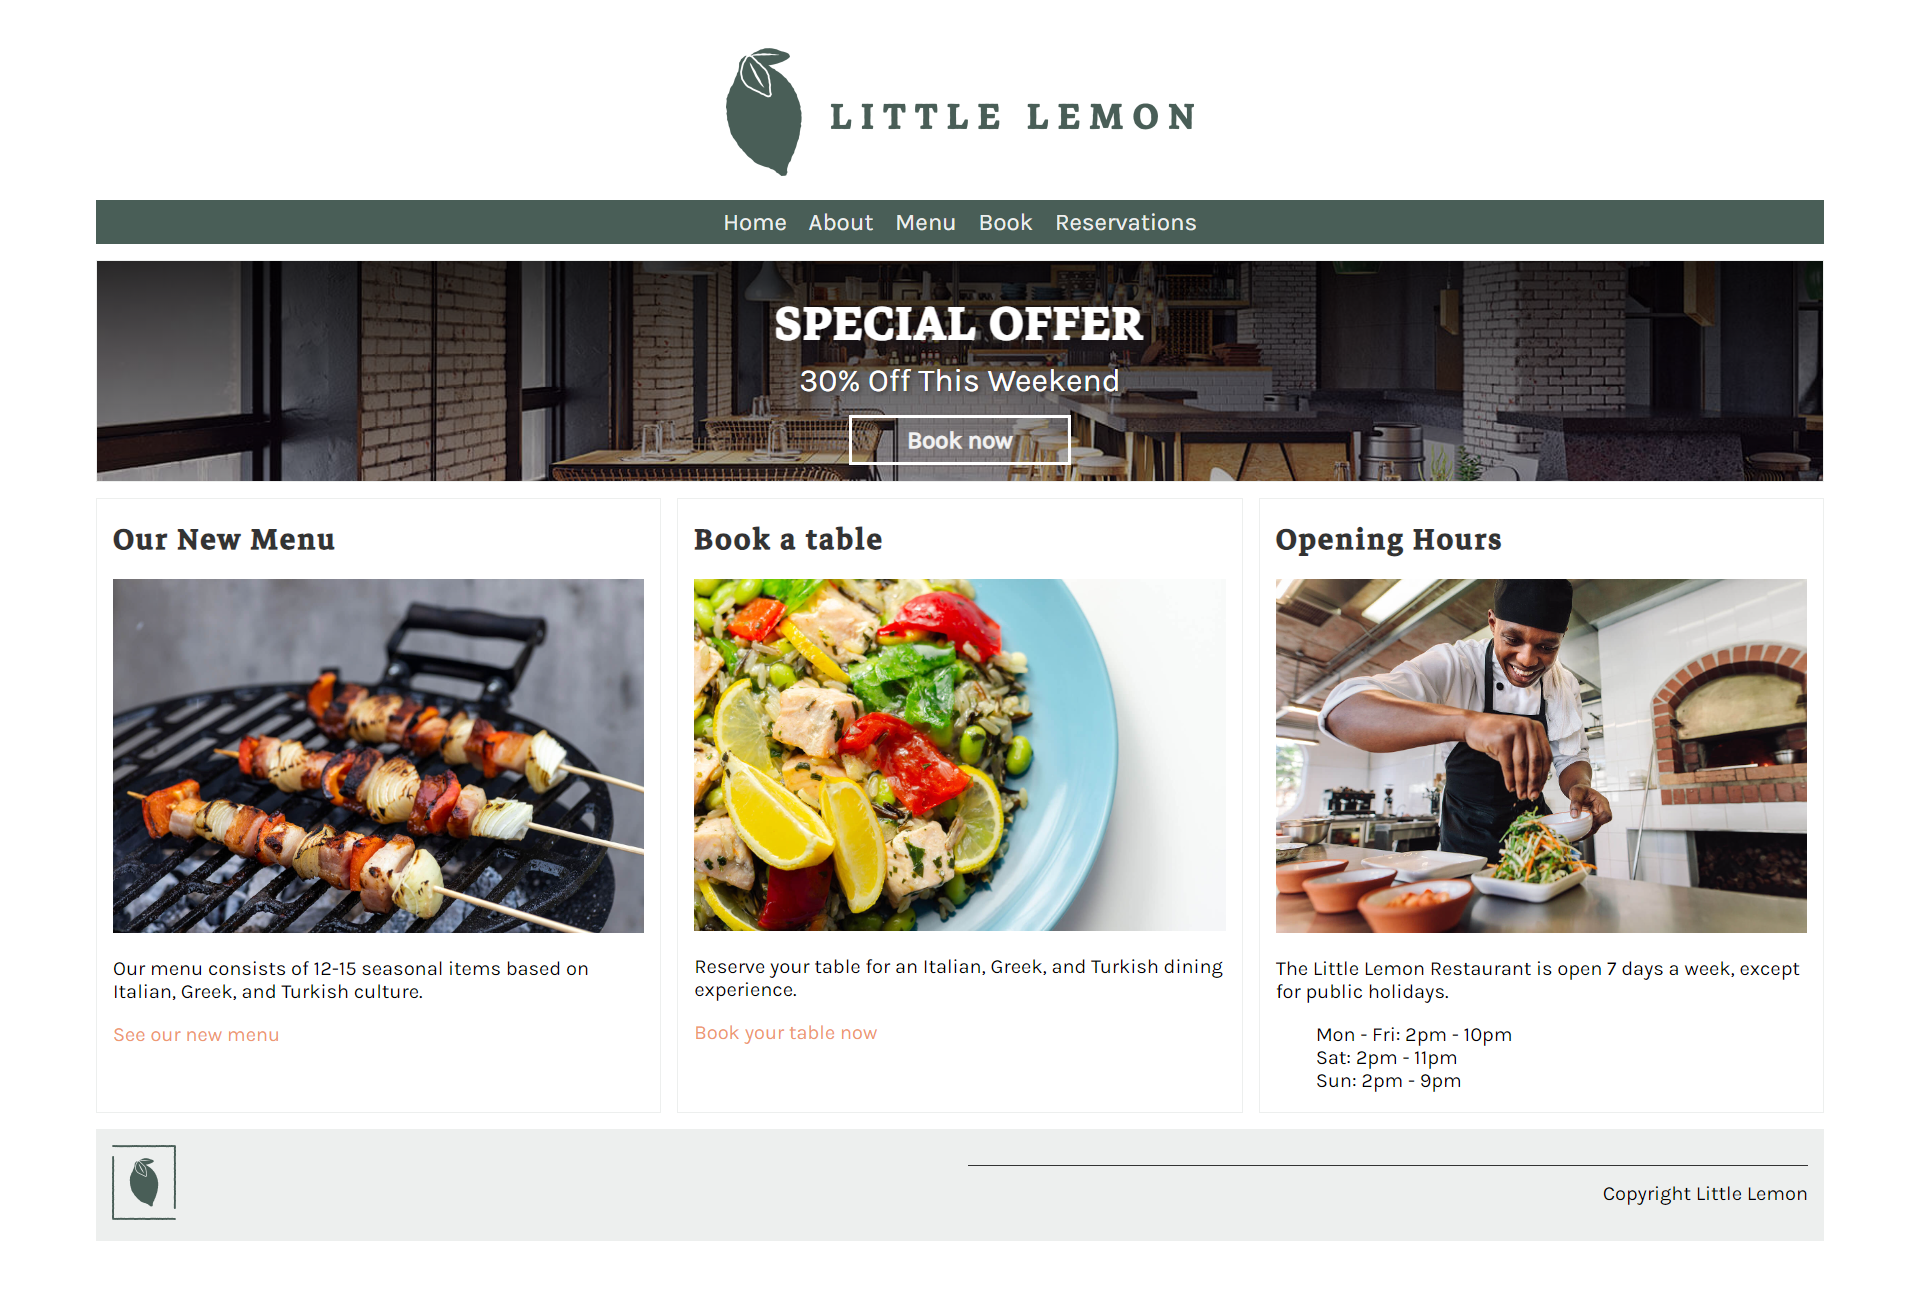 LITTLE LEMON
Home About Menu Book Reservations
SPECIAL OFFER
30% Off This Weekend
Book now
Our New Menu
Our menu consists of 12-15 seasonal items based on
Italian, Greek, and Turkish culture.
See our new menu
Book a table
Reserve your table for an Italian, Greek, and Turkish dining
experience.
Book your table now
Opening Hours
The Little Lemon Restaurant is open 7 days a week, except
for public holidays.
Mon - Fri: 2pm - 10pm
Sat: 2pm - 11pm
Sun: 2pm - 9pm
Copyright Little Lemon